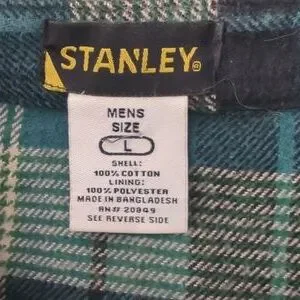 STANLEY®
MENS
SIZE
L
SHELL:
100% COTTON
LINING:
100% POLYESTER
MADE IN BANGLADESH
RN# 20949
SEE REVERSE SIDE